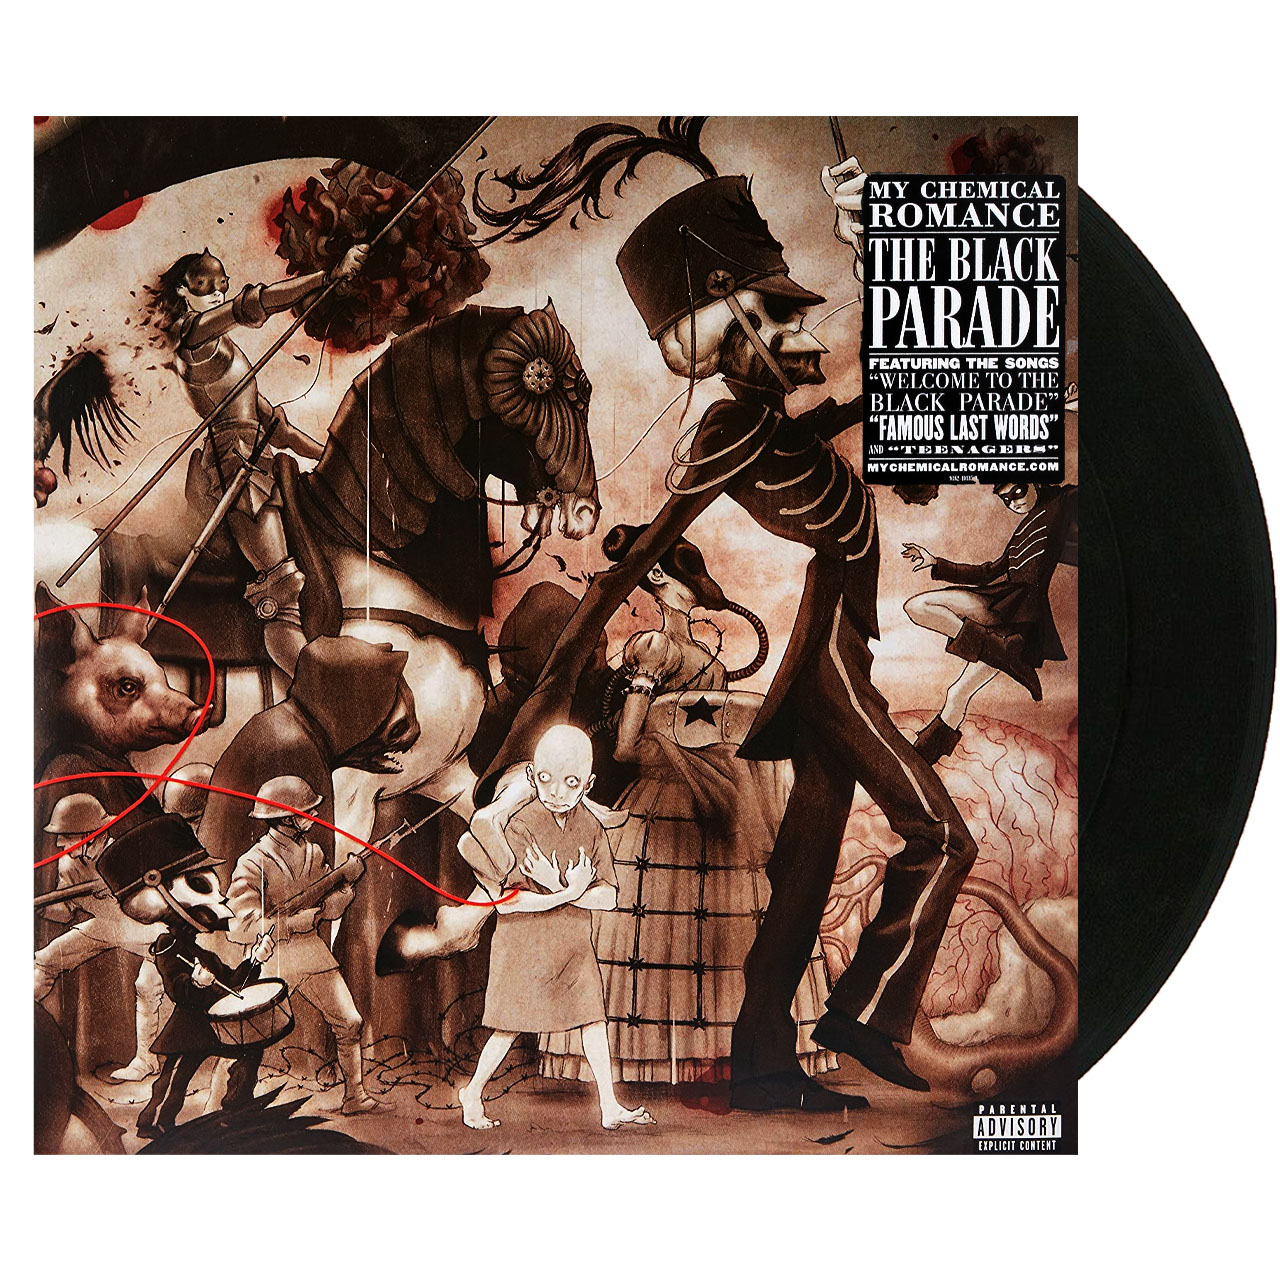 MY CHEMICAL
ROMANCE
THE BLACK
PARADE
FEATURING THE SONGS
“WELCOME TO THE
BLACK PARADE”
“FAMOUS LAST WORDS”
AND “TEENAGERS”
MYCHEMICALROMANCE.COM
PARENTAL
ADVISORY
EXPLICIT CONTENT